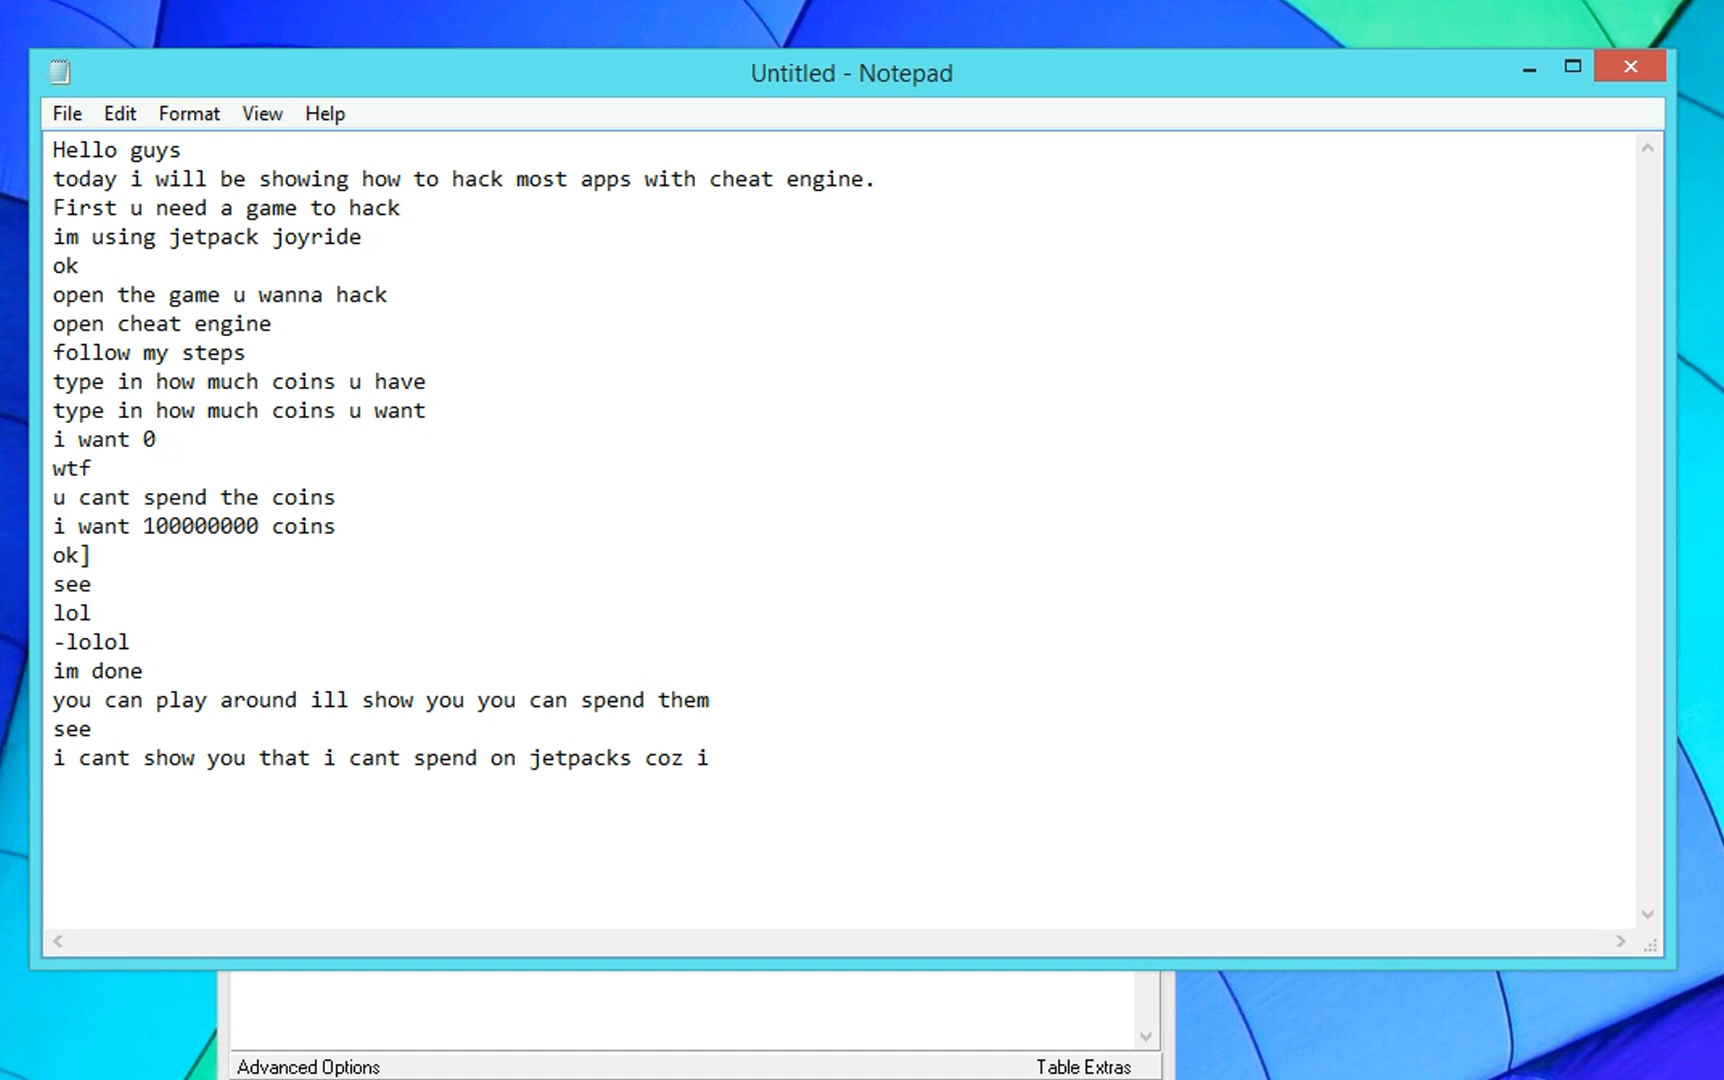 Untitled - Notepad
File Edit Format View Help
Hello guys
today i will be showing how to hack most apps with cheat engine.
First u need a game to hack
im using jetpack joyride
ok
open the game u wanna hack
open cheat engine
follow my steps
type in how much coins u have
type in how much coins u want
i want 0
wtf
u cant spend the coins
i want 100000000 coins
ok]
see
lol
-lolol
im done
you can play around ill show you you can spend them
see
i cant show you that i cant spend on jetpacks coz i
Advanced Options Table Extras